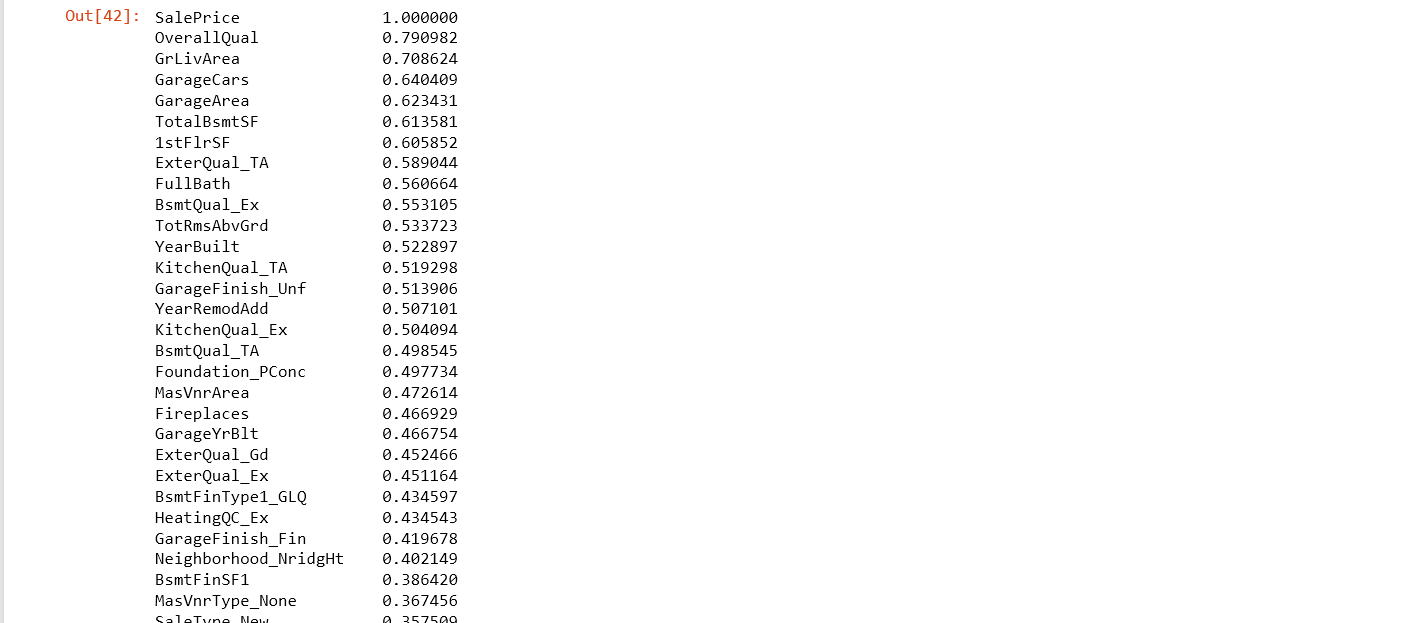 Out[42]: SalePrice 1.000000
OverallQual 0.790982
GrLivArea 0.708624
GarageCars 0.640409
GarageArea 0.623431
TotalBsmtSF 0.613581
1stFlrSF 0.605852
ExterQual_TA 0.589044
FullBath 0.560664
BsmtQual_Ex 0.553105
TotRmsAbvGrd 0.533723
YearBuilt 0.522897
KitchenQual_TA 0.519298
GarageFinish_Unf 0.513906
YearRemodAdd 0.507101
KitchenQual_Ex 0.504094
BsmtQual_TA 0.498545
Foundation_PConc 0.497734
MasVnrArea 0.472614
Fireplaces 0.466929
GarageYrBlt 0.466754
ExterQual_Gd 0.452466
ExterQual_Ex 0.451164
BsmtFinType1_GLQ 0.434597
HeatingQC_Ex 0.434543
GarageFinish_Fin 0.419678
Neighborhood_NridgHt 0.402149
BsmtFinSF1 0.386420
MasVnrType_None 0.367456
SaleType_New 0.357509